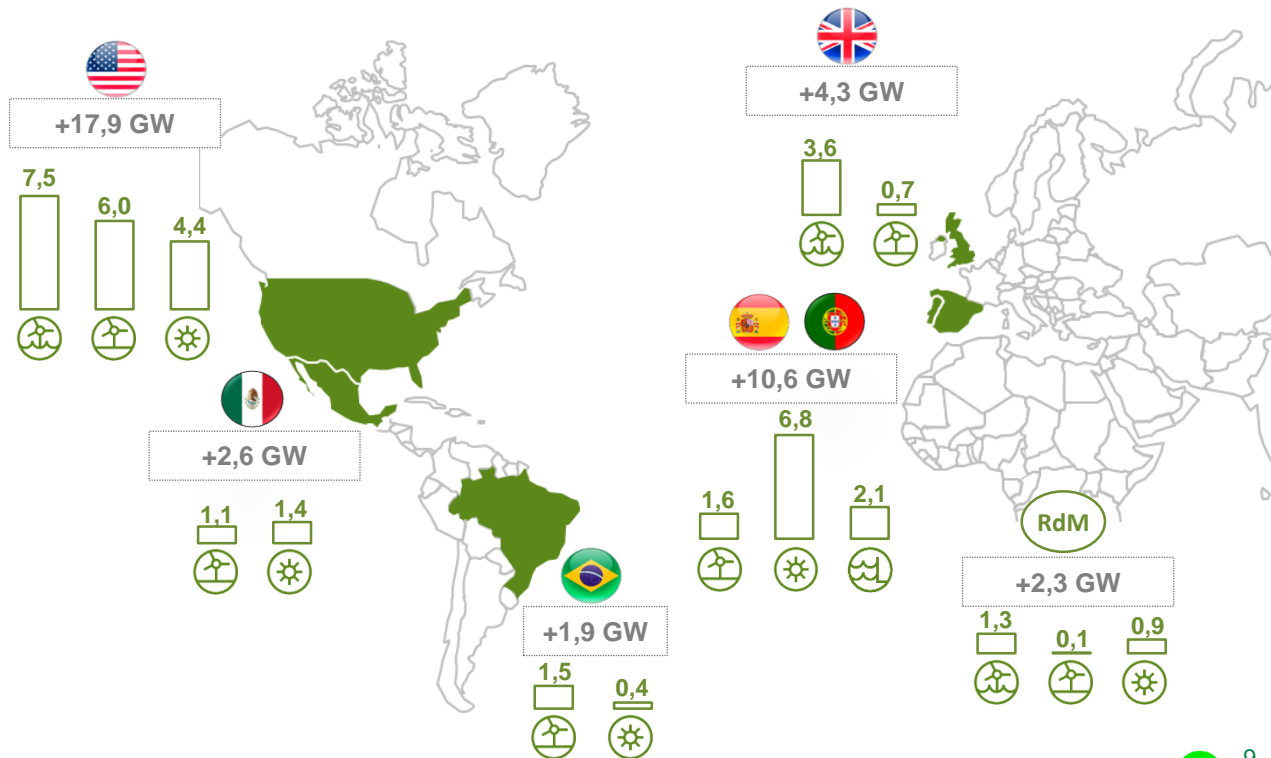 +17,9 GW
7,5
6,0
4,4
+2,6 GW
1,1
1,4
+1,9 GW
1,5
0,4
+4,3 GW
3,6
0,7
+10,6 GW
1,6
6,8
2,1
RdM
+2,3 GW
1,3
0,1
0,9
9